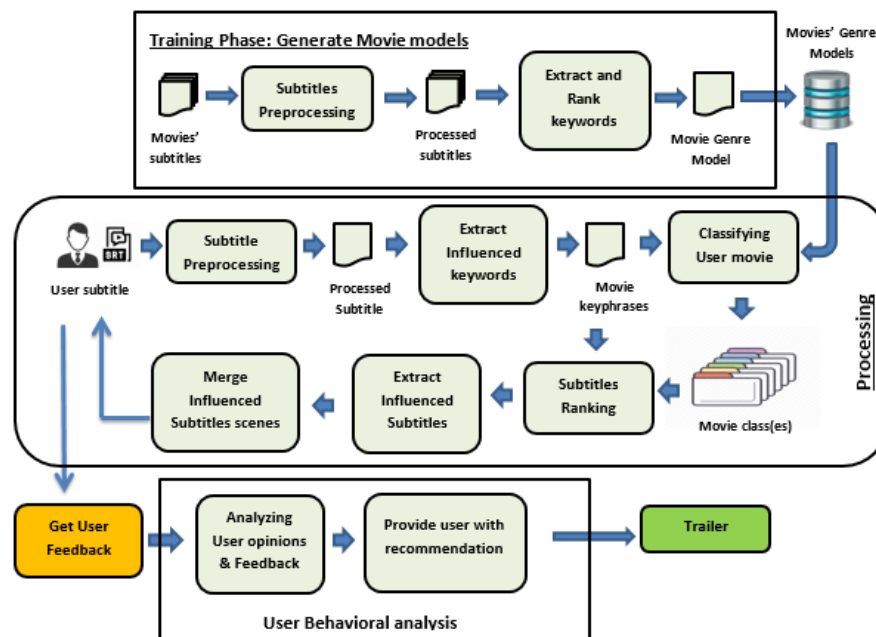 Training Phase: Generate Movie models
Movies' Genre
Models
Movies'
subtitles
Subtitles
Preprocessing
Processed
subtitles
Extract and
Rank
keywords
Movie Genre
Model
User subtitle
SRT
Subtitle
Preprocessing
Processed
Subtitle
Extract
Influenced
keywords
Movie
keyphrases
Classifying
User movie
Processing
Merge
Influenced
Subtitles scenes
Extract
Influenced
Subtitles
Subtitles
Ranking
Movie class(es)
Get User
Feedback
Analyzing
User opinions
& Feedback
Provide user with
recommendation
Trailer
User Behavioral analysis